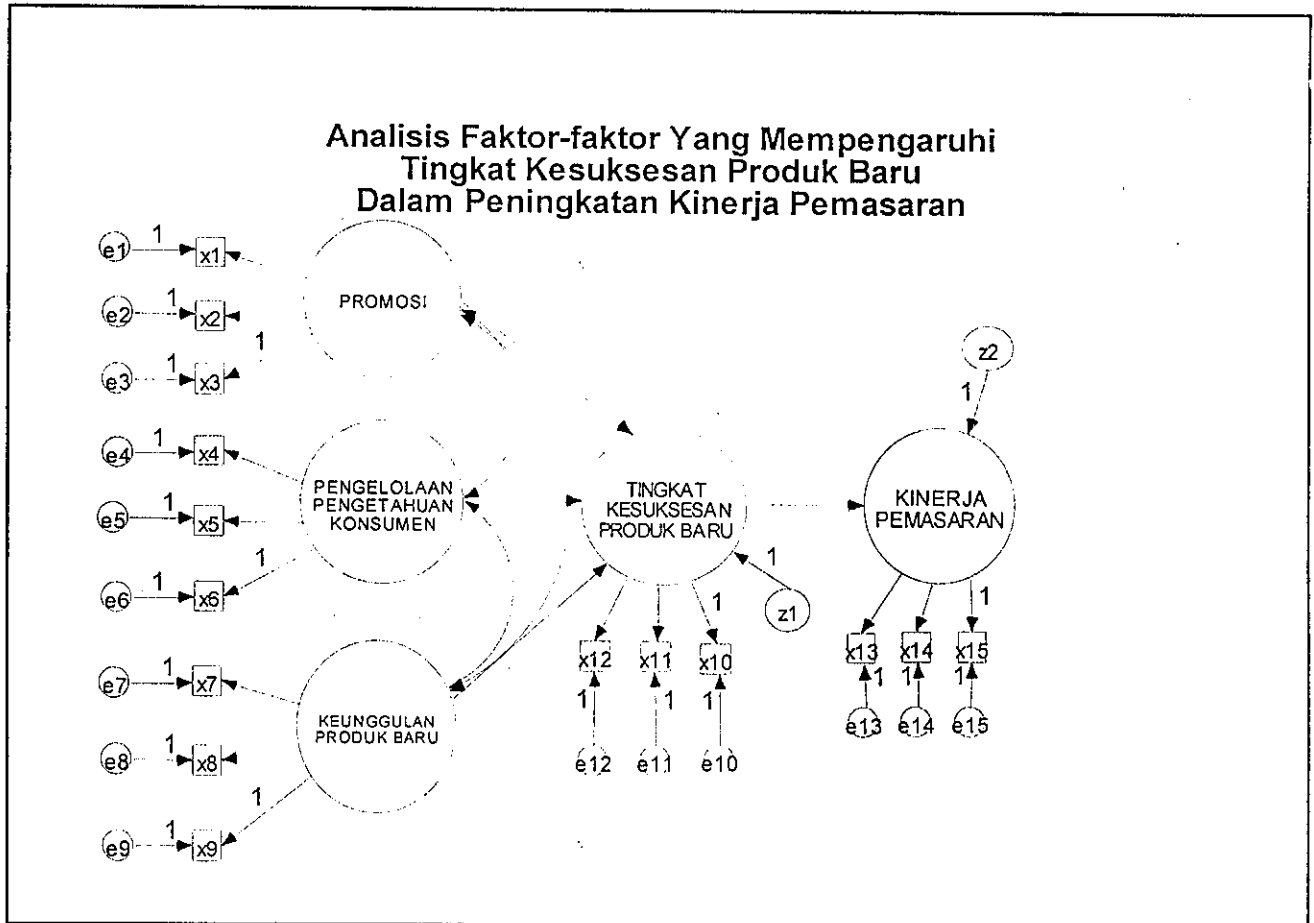 Analisis Faktor-faktor Yang Mempengaruhi
Tingkat Kesuksesan Produk Baru
Dalam Peningkatan Kinerja Pemasaran
e1 1 x1
PROMOSI
e2 1 x2
1
e3 1 x3
z2
1
e4 1 x4
PENGELOLAAN
PENGETAHUAN
KONSUMEN
e5 1 x5
TINGKAT
KESUKSESAN
PRODUK BARU
KINERJA
PEMASARAN
1
e6 1 x6
1
z1
1
1
x12 x11 x10
x13 x14 x15
e7 1 x7
1 1 1
1 1 1
KEUNGGULAN
PRODUK BARU
e13 e14 e15
e8 1 x8
e12 e11 e10
1
e9 1 x9